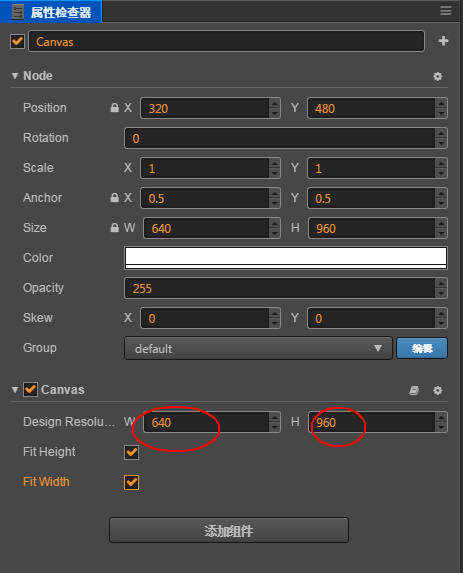 属性检查器
Canvas
Node
Position X 320 Y 480
Rotation 0
Scale X 1 Y 1
Anchor X 0.5 Y 0.5
Size W 640 H 960
Color
Opacity 255
Skew X 0 Y 0
Group default 编辑
Canvas
Design Resolu... W 640 H 960
Fit Height
Fit Width
添加组件